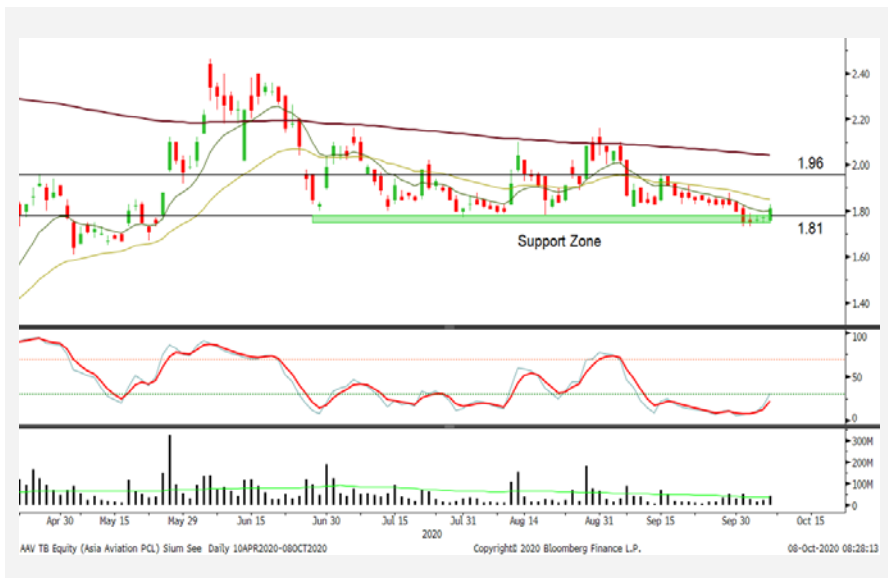 2.40
2.20
2.00
1.96
1.80
1.81
Support Zone
1.60
1.40
100
50
0
300M
200M
100M
0
Apr 30 May 15 May 29 Jun 15 Jun 30 Jul 15 Jul 31 Aug 14 Aug 31 Sep 15 Sep 30 Oct 15
2020
AAV TB Equity (Asia Aviation PCL) Sium See Daily 10APR2020-08OCT2020 Copyright© 2020 Bloomberg Finance L.P. 08-Oct-2020 08:28:13